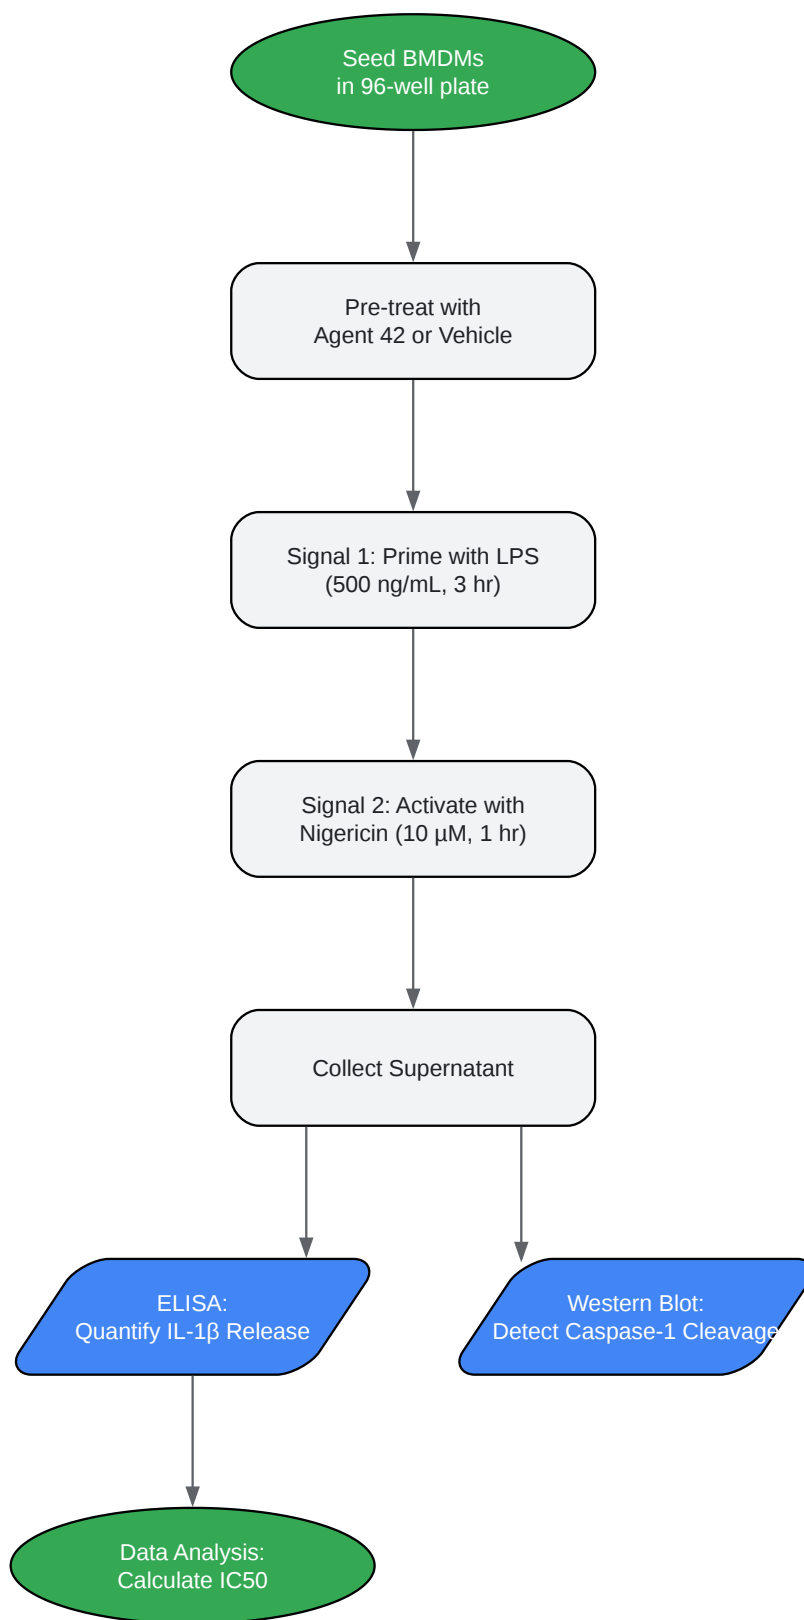 Seed BMDMs
in 96-well plate
Pre-treat with
Agent 42 or Vehicle
Signal 1: Prime with LPS
(500 ng/mL, 3 hr)
Signal 2: Activate with
Nigericin (10 µM, 1 hr)
Collect Supernatant
ELISA:
Quantify IL-1β Release
Western Blot:
Detect Caspase-1 Cleavage
Data Analysis:
Calculate IC50